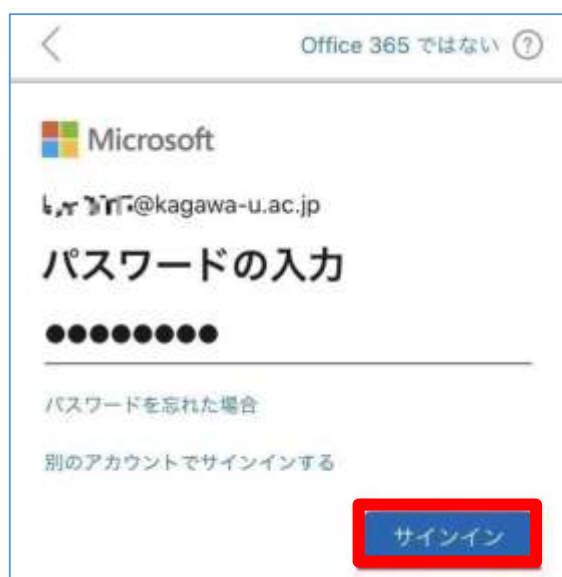 Office 365 ではない ?
Microsoft
@kagawa-u.ac.jp
パスワードの入力
●●●●●●●●
パスワードを忘れた場合
別のアカウントでサインインする
サインイン